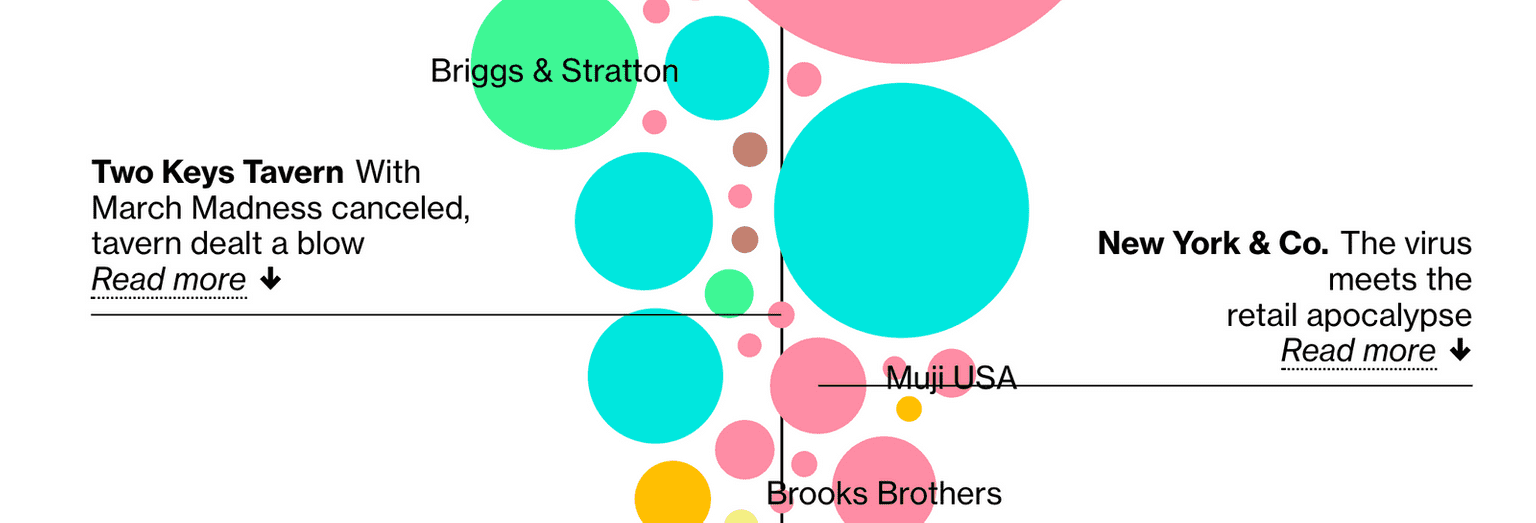 Briggs & Stratton
Two Keys Tavern With
March Madness canceled,
tavern dealt a blow
Read more ↓
New York & Co. The virus
meets the
retail apocalypse
Read more ↓
Muji USA
Brooks Brothers